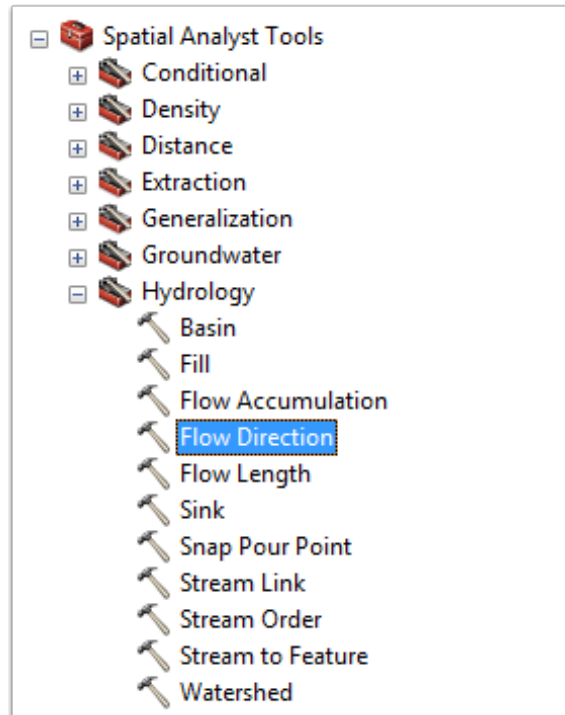 Spatial Analyst Tools
Conditional
Density
Distance
Extraction
Generalization
Groundwater
Hydrology
Basin
Fill
Flow Accumulation
Flow Direction
Flow Length
Sink
Snap Pour Point
Stream Link
Stream Order
Stream to Feature
Watershed